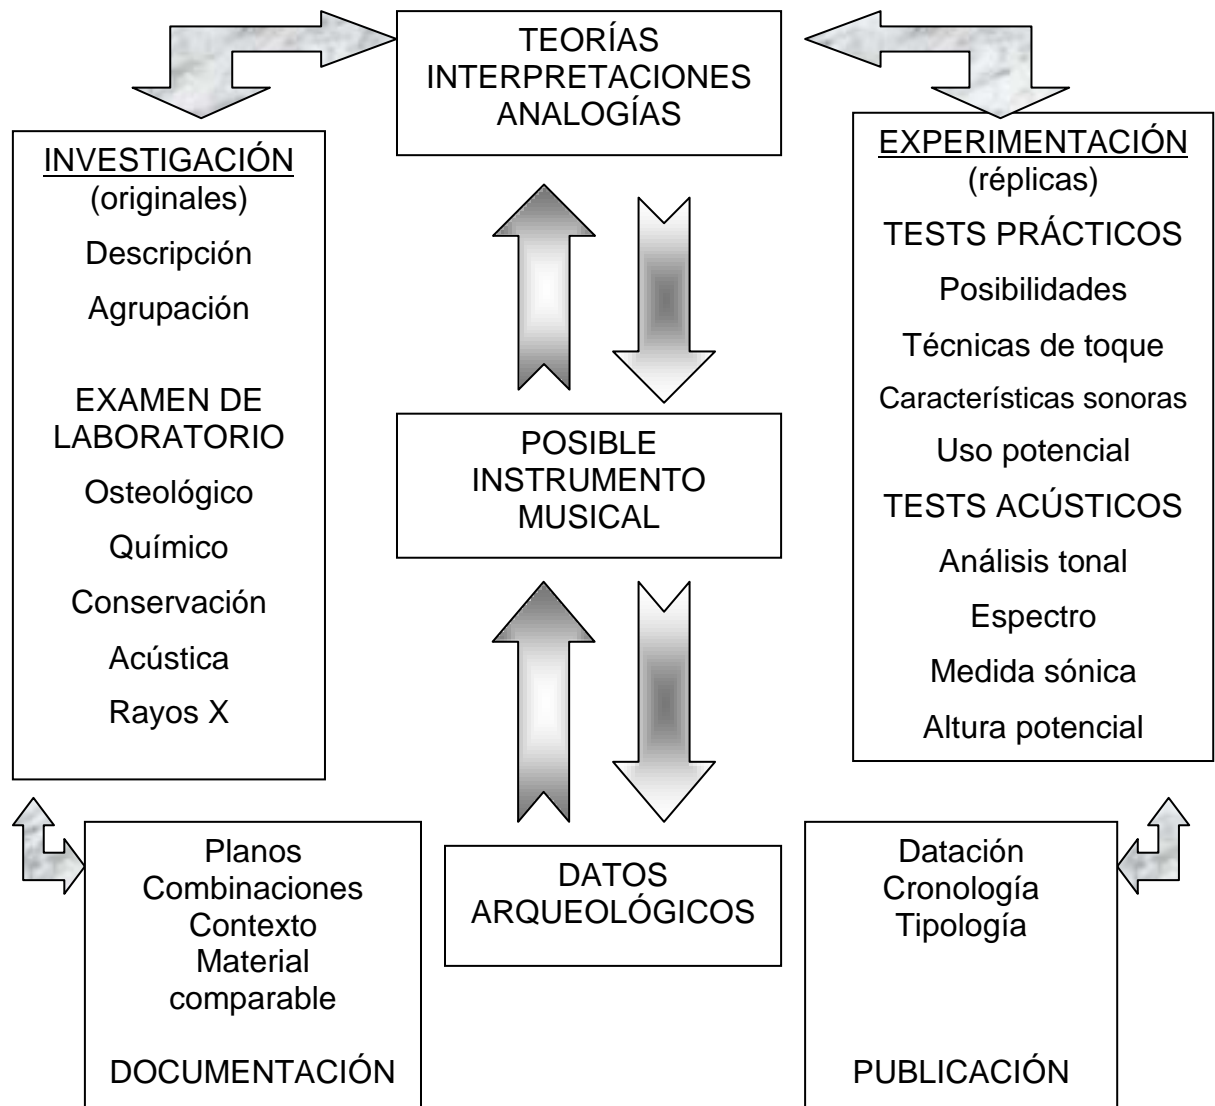 TEORÍAS
INTERPRETACIONES
ANALOGÍAS
INVESTIGACIÓN
(originales)
Descripción
Agrupación
EXAMEN DE
LABORATORIO
Osteológico
Químico
Conservación
Acústica
Rayos X
POSIBLE
INSTRUMENTO
MUSICAL
EXPERIMENTACIÓN
(réplicas)
TESTS PRÁCTICOS
Posibilidades
Técnicas de toque
Características sonoras
Uso potencial
TESTS ACÚSTICOS
Análisis tonal
Espectro
Medida sónica
Altura potencial
Planos
Combinaciones
Contexto
Material
comparable
DOCUMENTACIÓN
DATOS
ARQUEOLÓGICOS
Datación
Cronología
Tipología
PUBLICACIÓN